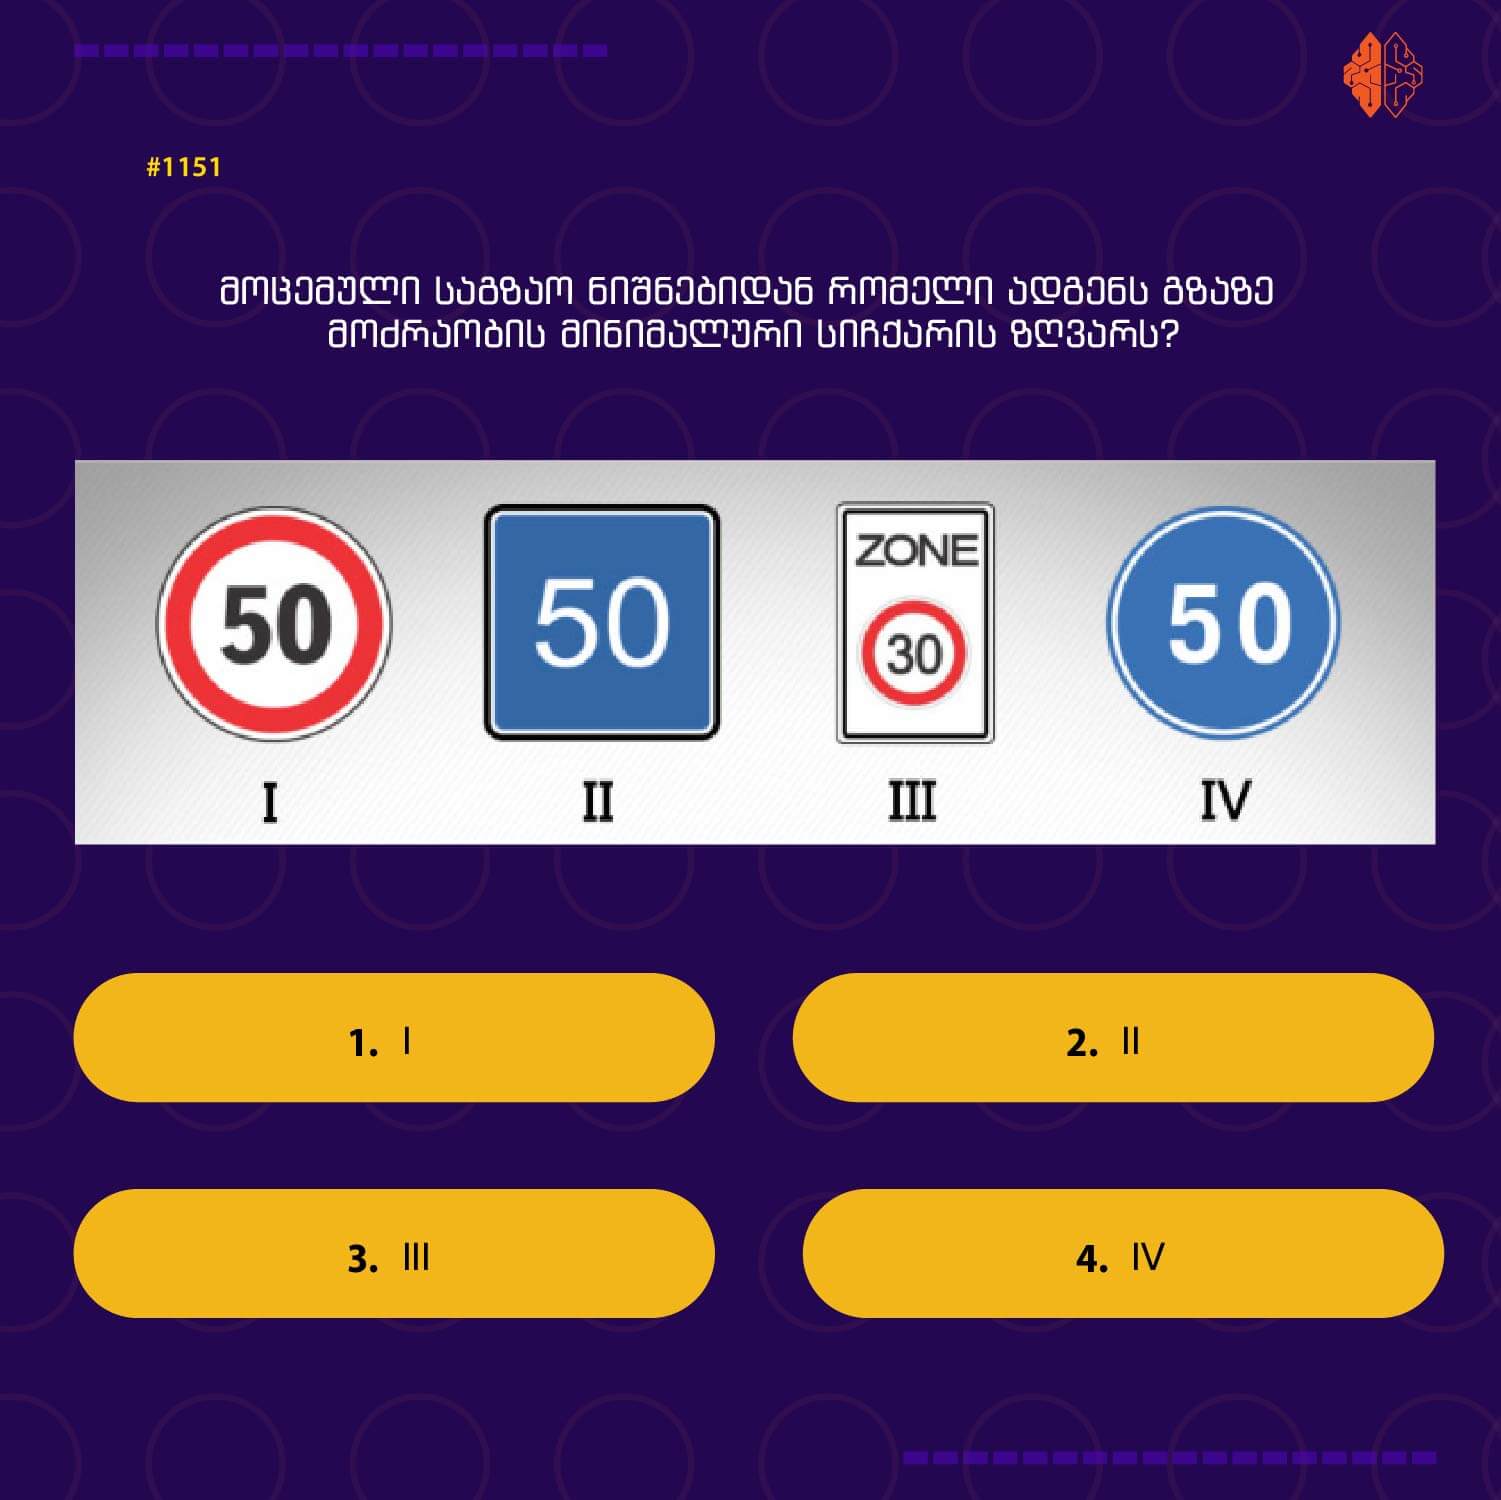 #1151
მოცემული საგზაო ნიშნებიდან რომელი ადგენს გზაზე
მოძრაობის მინიმალური სიჩქარის ზღვარს?
50
50
ZONE
30
50
I
II
III
IV
1. I
2. II
3. III
4. IV